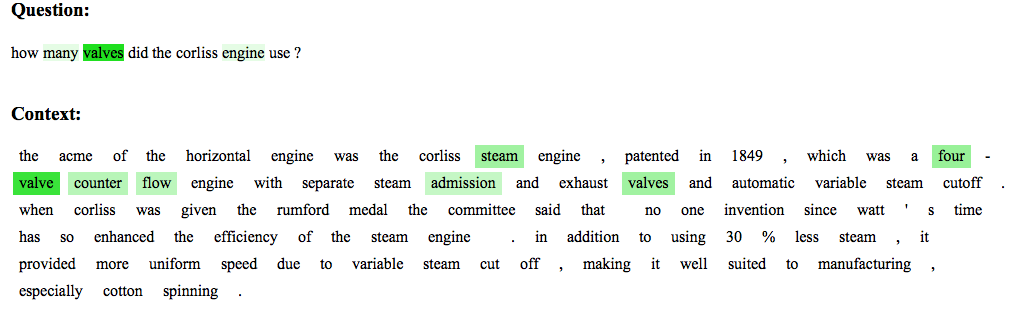 Question:
how many valves did the corliss engine use ?
Context:
the acme of the horizontal engine was the corliss steam engine , patented in 1849 , which was a four -
valve counter flow engine with separate steam admission and exhaust valves and automatic variable steam cutoff .
when corliss was given the rumford medal the committee said that no one invention since watt ' s time
has so enhanced the efficiency of the steam engine . in addition to using 30 % less steam , it
provided more uniform speed due to variable steam cut off , making it well suited to manufacturing ,
especially cotton spinning .